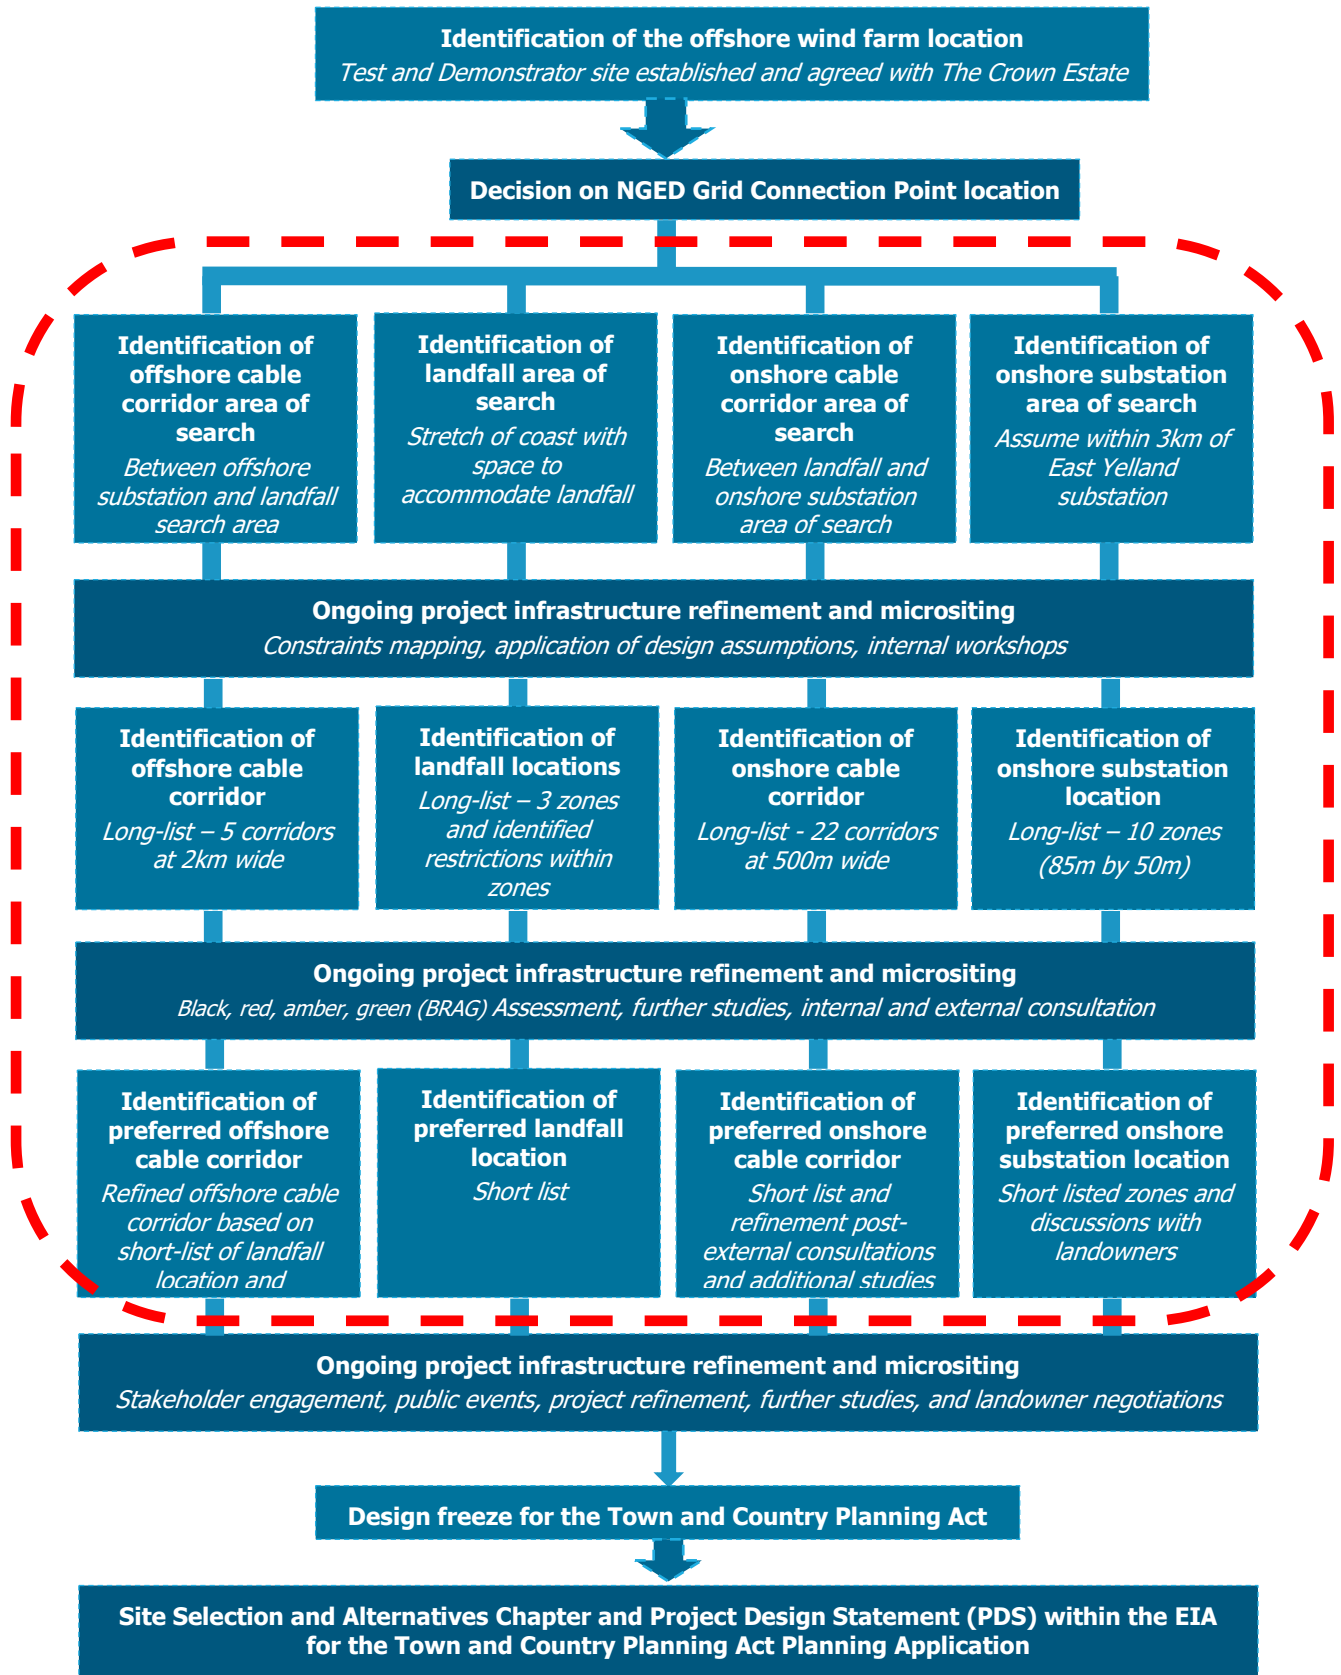 Identification of the offshore wind farm location
Test and Demonstrator site established and agreed with The Crown Estate
Decision on NGED Grid Connection Point location
Identification of
offshore cable
corridor area of
search
Between offshore
substation and landfall
search area
Identification of
landfall area of
search
Stretch of coast with
space to
accommodate landfall
Identification of
onshore cable
corridor area of
search
Between landfall and
onshore substation
area of search
Identification of
onshore substation
area of search
Assume within 3km of
East Yelland
substation
Ongoing project infrastructure refinement and micrositing
Constraints mapping, application of design assumptions, internal workshops
Identification of
offshore cable
corridor
Long-list – 5 corridors
at 2km wide
Identification of
landfall locations
Long-list – 3 zones
and identified
restrictions within
zones
Identification of
onshore cable
corridor
Long-list - 22 corridors
at 500m wide
Identification of
onshore substation
location
Long-list – 10 zones
(85m by 50m)
Ongoing project infrastructure refinement and micrositing
Black, red, amber, green (BRAG) Assessment, further studies, internal and external consultation
Identification of
preferred offshore
cable corridor
Refined offshore cable
corridor based on
short-list of landfall
location and
Identification of
preferred landfall
location
Short list
Identification of
preferred onshore
cable corridor
Short list and
refinement post-
external consultations
and additional studies
Identification of
preferred onshore
substation location
Short listed zones and
discussions with
landowners
Ongoing project infrastructure refinement and micrositing
Stakeholder engagement, public events, project refinement, further studies, and landowner negotiations
Design freeze for the Town and Country Planning Act
Site Selection and Alternatives Chapter and Project Design Statement (PDS) within the EIA
for the Town and Country Planning Act Planning Application